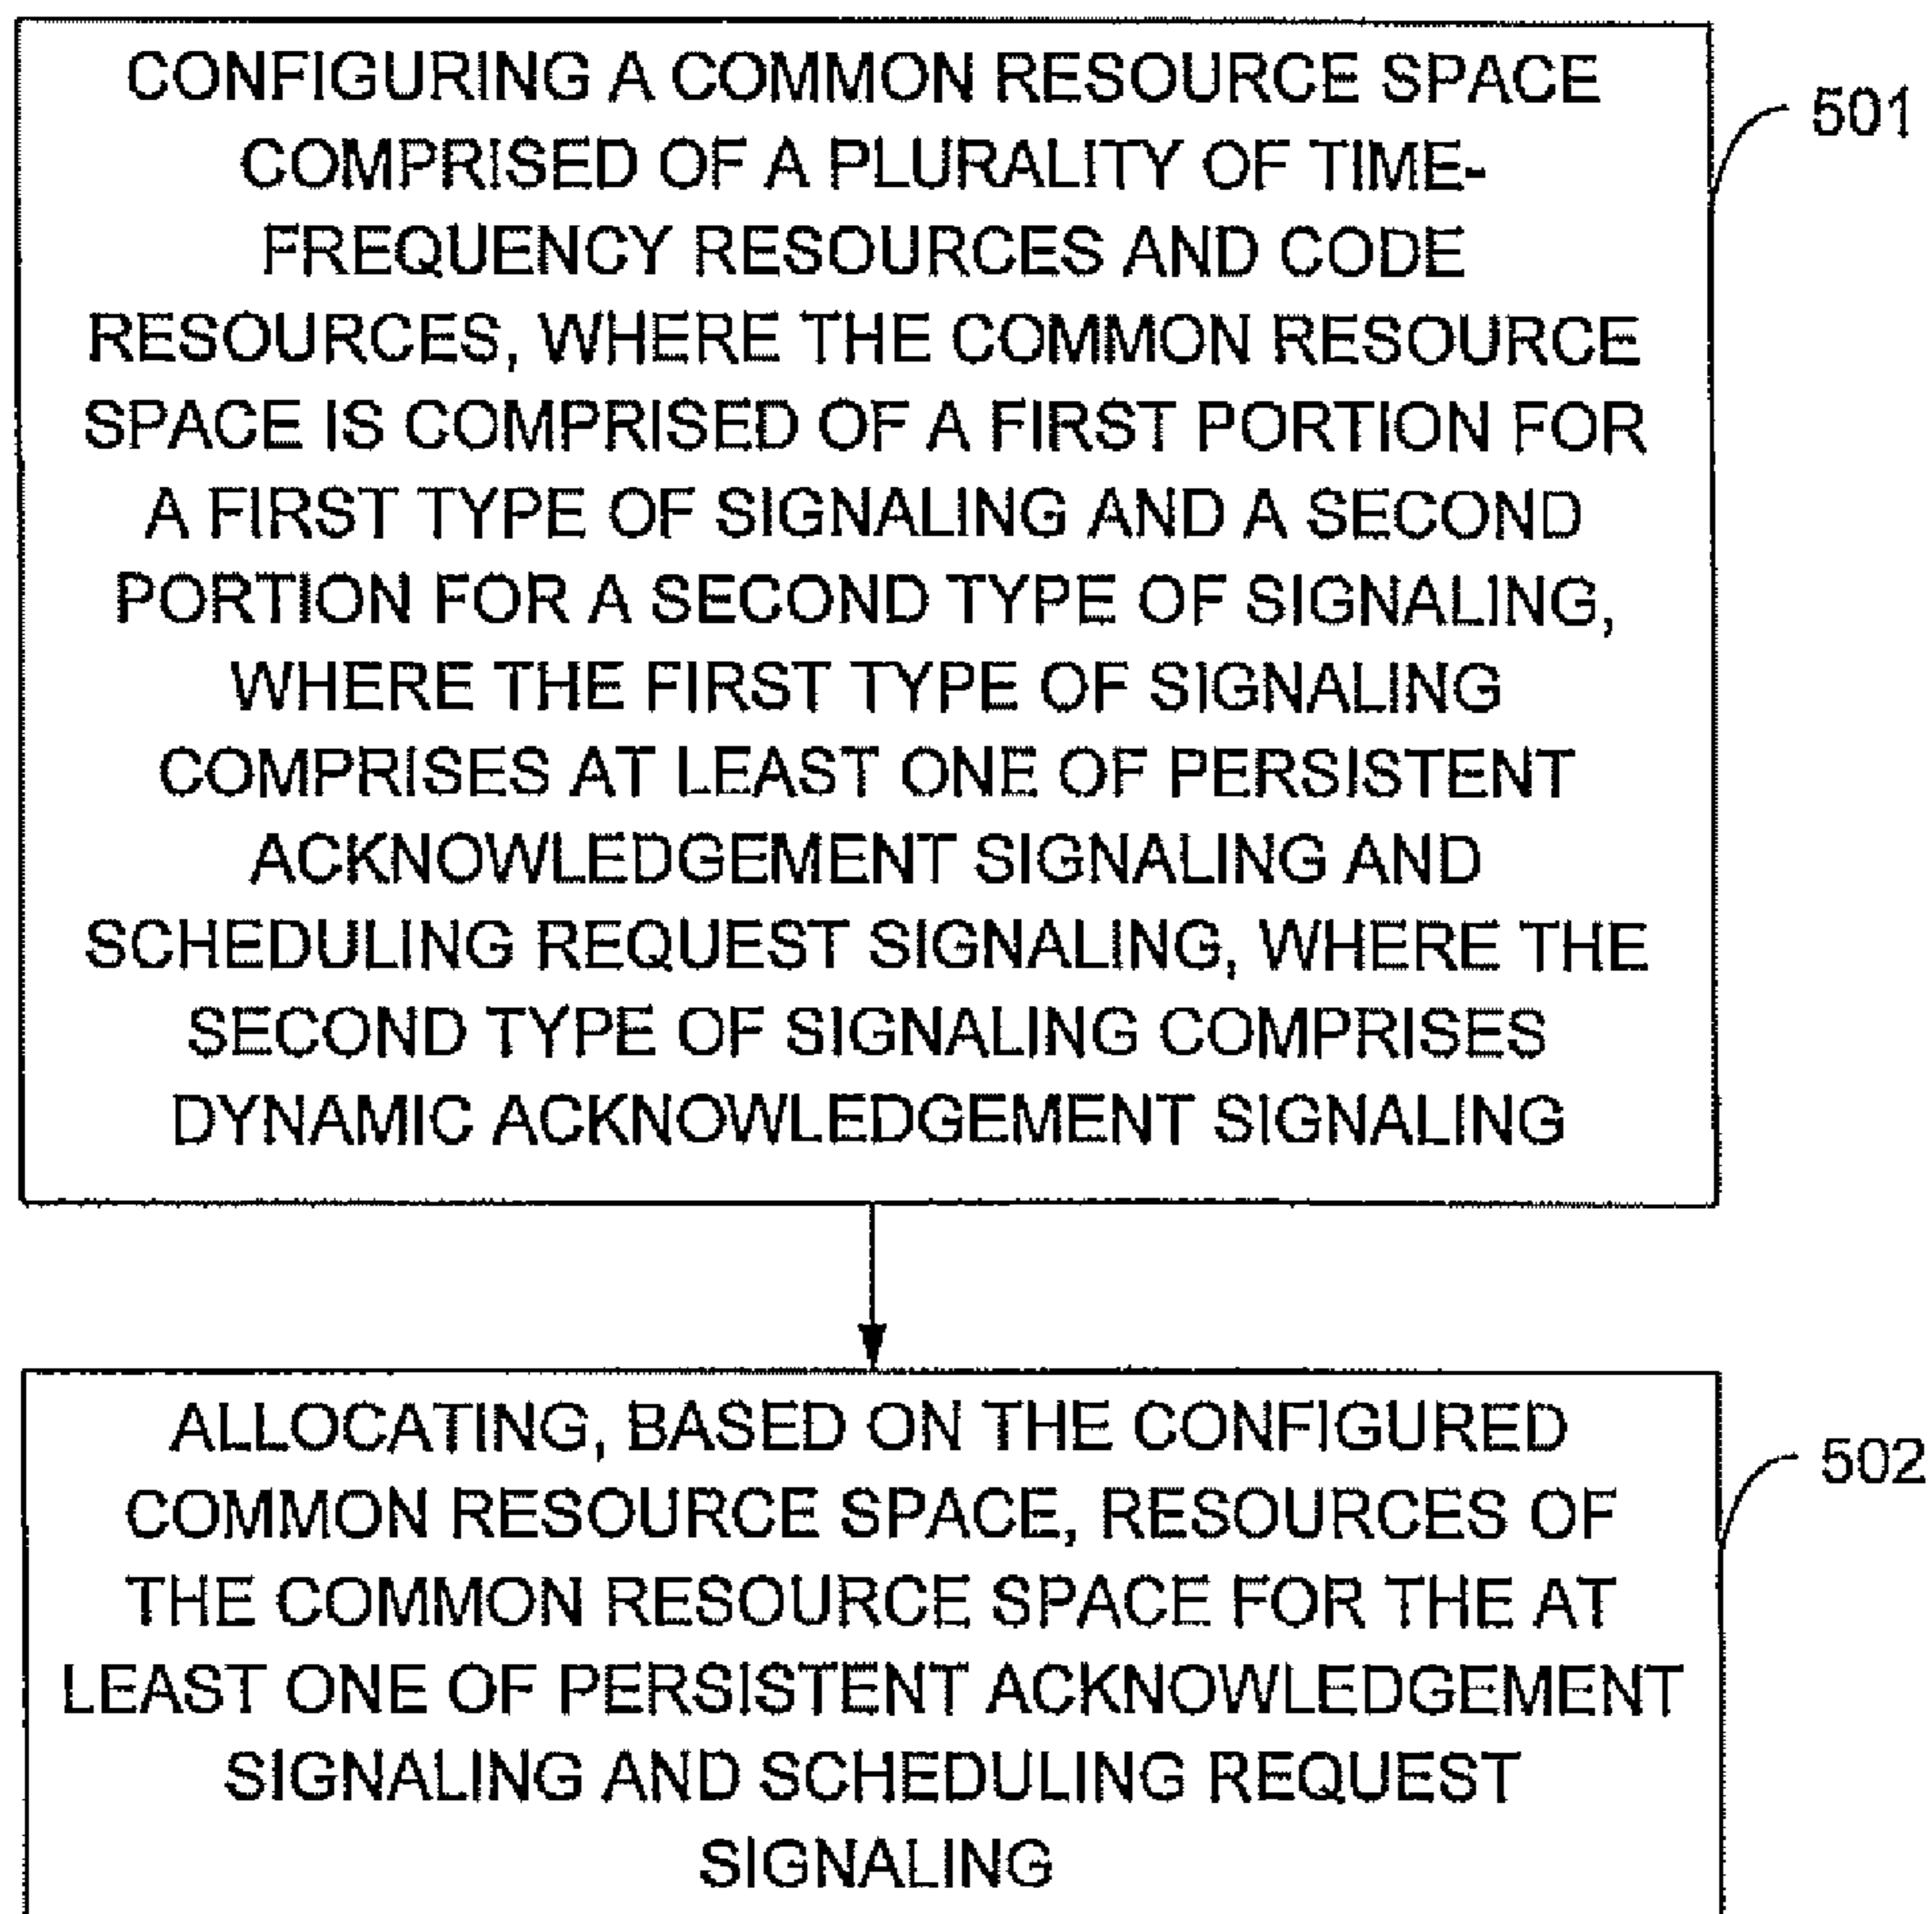 CONFIGURING A COMMON RESOURCE SPACE
COMPRISED OF A PLURALITY OF TIME-
FREQUENCY RESOURCES AND CODE
RESOURCES, WHERE THE COMMON RESOURCE
SPACE IS COMPRISED OF A FIRST PORTION FOR
A FIRST TYPE OF SIGNALING AND A SECOND
PORTION FOR A SECOND TYPE OF SIGNALING,
WHERE THE FIRST TYPE OF SIGNALING
COMPRISES AT LEAST ONE OF PERSISTENT
ACKNOWLEDGEMENT SIGNALING AND
SCHEDULING REQUEST SIGNALING, WHERE THE
SECOND TYPE OF SIGNALING COMPRISES
DYNAMIC ACKNOWLEDGEMENT SIGNALING
501
ALLOCATING, BASED ON THE CONFIGURED
COMMON RESOURCE SPACE, RESOURCES OF
THE COMMON RESOURCE SPACE FOR THE AT
LEAST ONE OF PERSISTENT ACKNOWLEDGEMENT
SIGNALING AND SCHEDULING REQUEST
SIGNALING
502